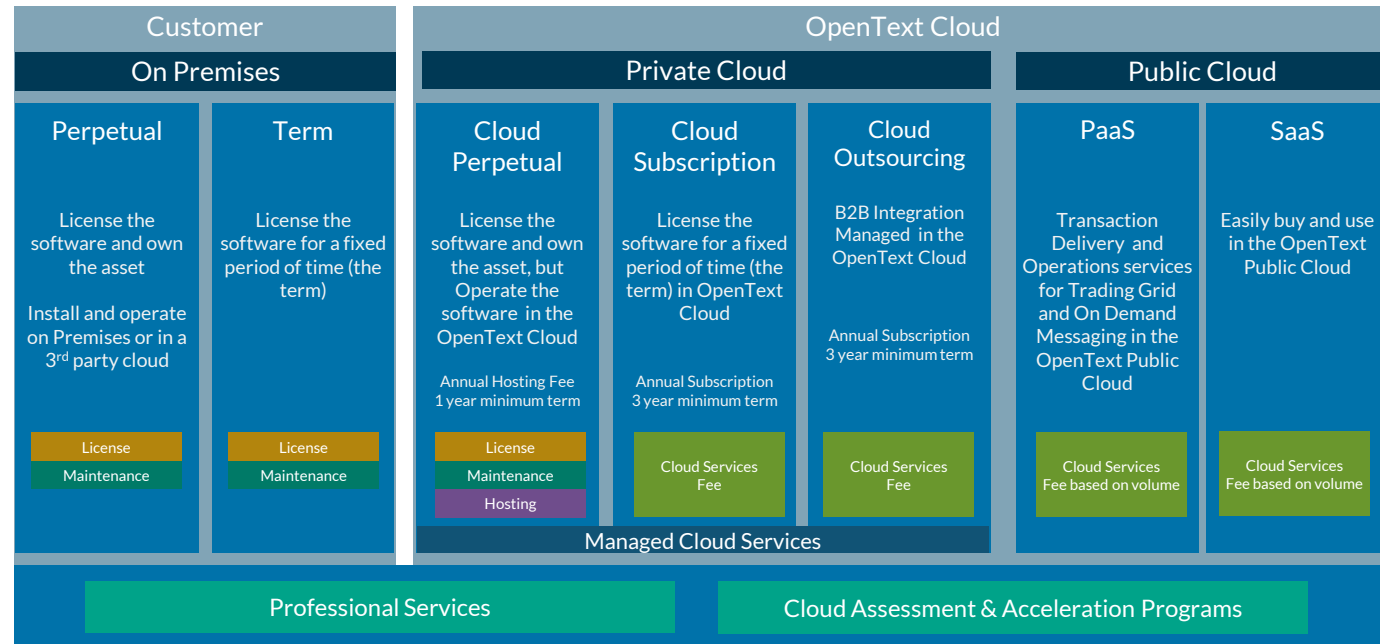 Customer
OpenText Cloud
On Premises
Private Cloud
Public Cloud
Perpetual
License the
software and own
the asset
Install and operate
on Premises or in a
3rd party cloud
License
Maintenance
Term
License the
software for a fixed
period of time (the
term)
License
Maintenance
Cloud
Perpetual
License the
software and own
the asset, but
Operate the
software in the
OpenText Cloud
Annual Hosting Fee
1 year minimum term
License
Maintenance
Hosting
Cloud
Subscription
License the
software for a fixed
period of time (the
term) in OpenText
Cloud
Annual Subscription
3 year minimum term
Cloud Services
Fee
Cloud
Outsourcing
B2B Integration
Managed in the
OpenText Cloud
Annual Subscription
3 year minimum term
Cloud Services
Fee
Managed Cloud Services
PaaS
Transaction
Delivery and
Operations services
for Trading Grid
and On Demand
Messaging in the
OpenText Public
Cloud
Cloud Services
Fee based on volume
SaaS
Easily buy and use
in the OpenText
Public Cloud
Cloud Services
Fee based on volume
Professional Services
Cloud Assessment & Acceleration Programs